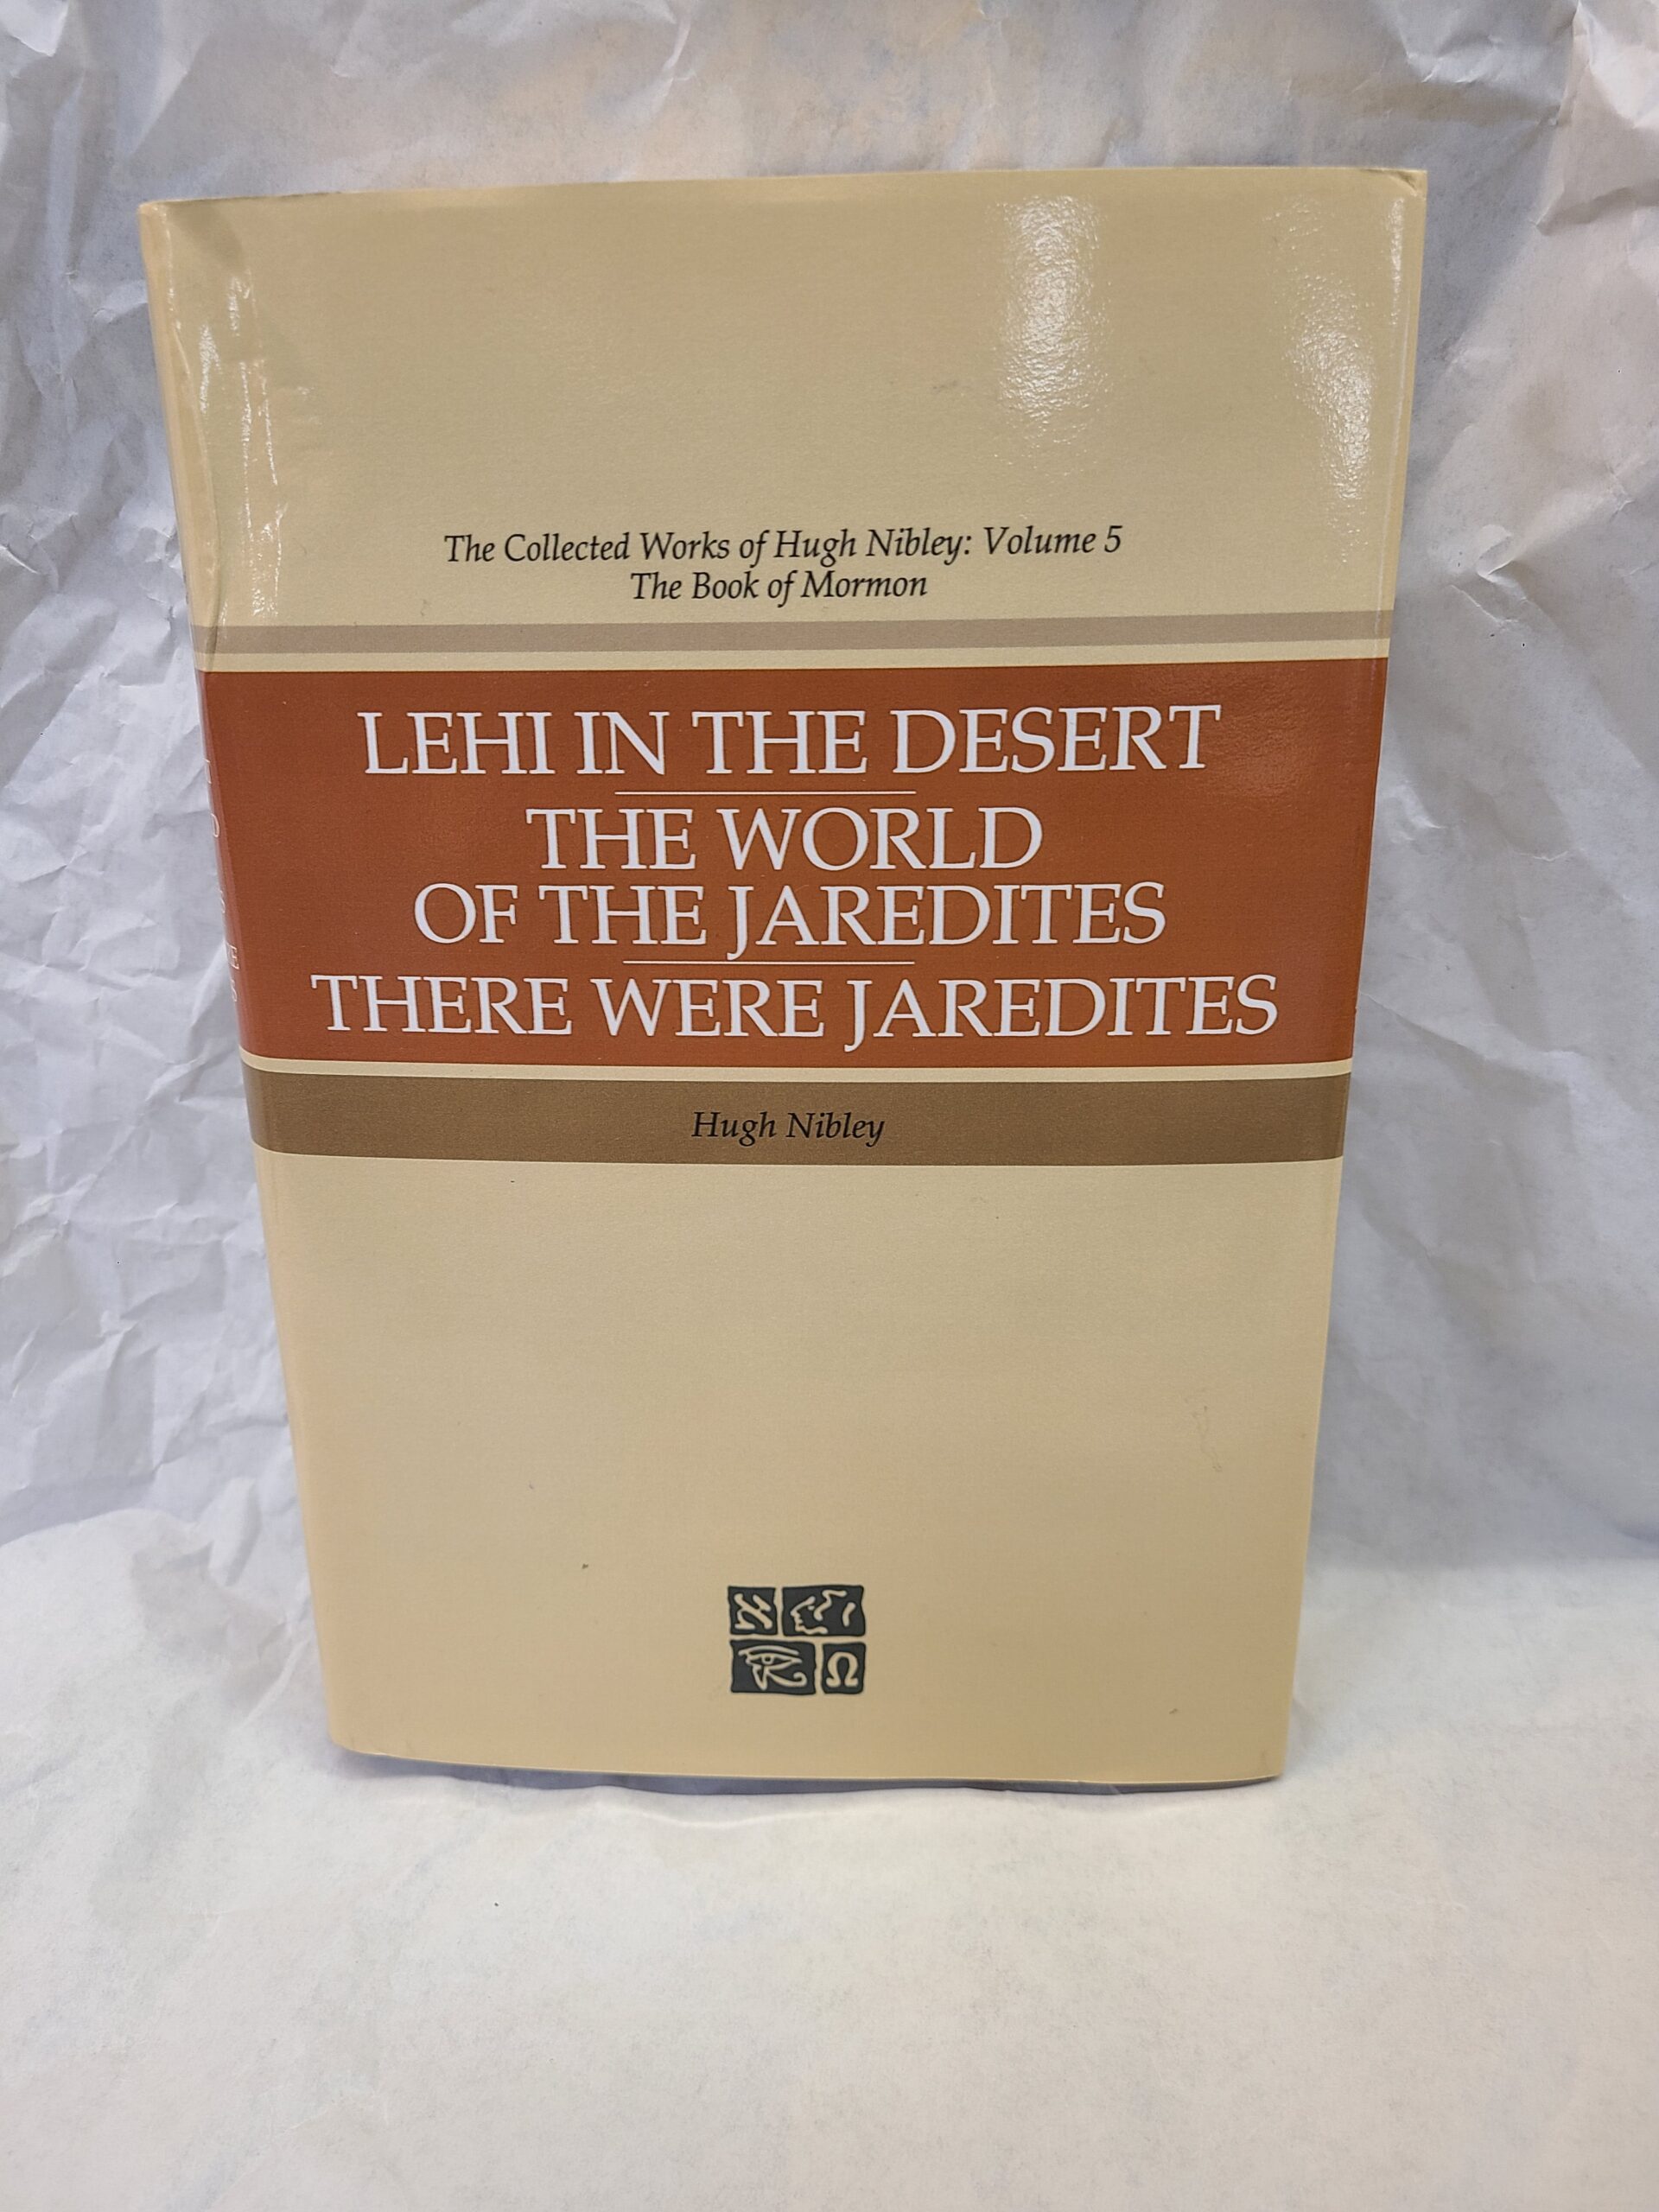 The Collected Works of Hugh Nibley: Volume 5
The Book of Mormon
LEHI IN THE DESERT
THE WORLD
OF THE JAREDITES
THERE WERE JAREDITES
Hugh Nibley
א
Ω